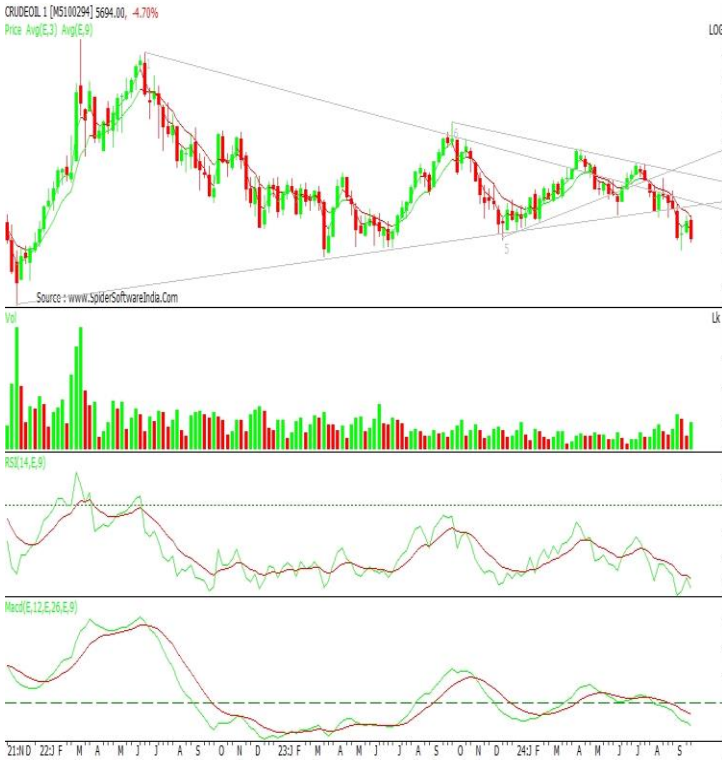 CRUDEOIL 1 [M5100294] 5694.00, -4.70%
Price Avg(E,3) Avg(E,9)
LOG
5
Source : www.SpiderSoftwareIndia.Com
Vol
Lk
RSI(14,E,9)
Macd(E,12,E,26,E,9)
21:N D 22:J F M A M J J A S O N D 23:J F M A M J J A S O N D 24:J F M A M J J A S